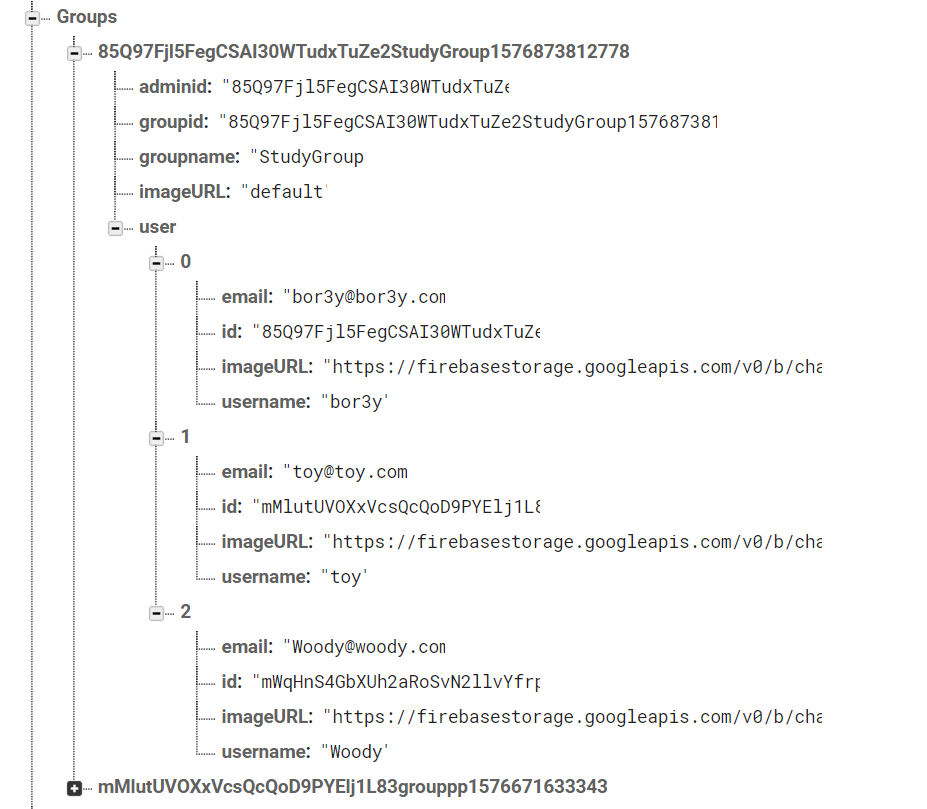 Groups
85Q97Fjl5FegCSAI30WTudxTuZe2StudyGroup1576873812778
adminid: "85Q97Fjl5FegCSAI30WTudxTuZe
groupid: "85Q97Fjl5FegCSAI30WTudxTuZe2StudyGroup157687381
groupname: "StudyGroup
imageURL: "default"
user
0
email: "bor3y@bor3y.com
id: "85Q97Fjl5FegCSAI30WTudxTuZe
imageURL: "https://firebasestorage.googleapis.com/v0/b/cha
username: "bor3y"
1
email: "toy@toy.com
id: "mMlutUVOXxVcsQcQoD9PYElj1L8
imageURL: "https://firebasestorage.googleapis.com/v0/b/cha
username: "toy"
2
email: "Woody@woody.com
id: "mWqHnS4GbXUh2aRoSvN2llvYfrp
imageURL: "https://firebasestorage.googleapis.com/v0/b/cha
username: "Woody"
mMlutUVOXxVcsQcQoD9PYElj1L83grouppp1576671633343